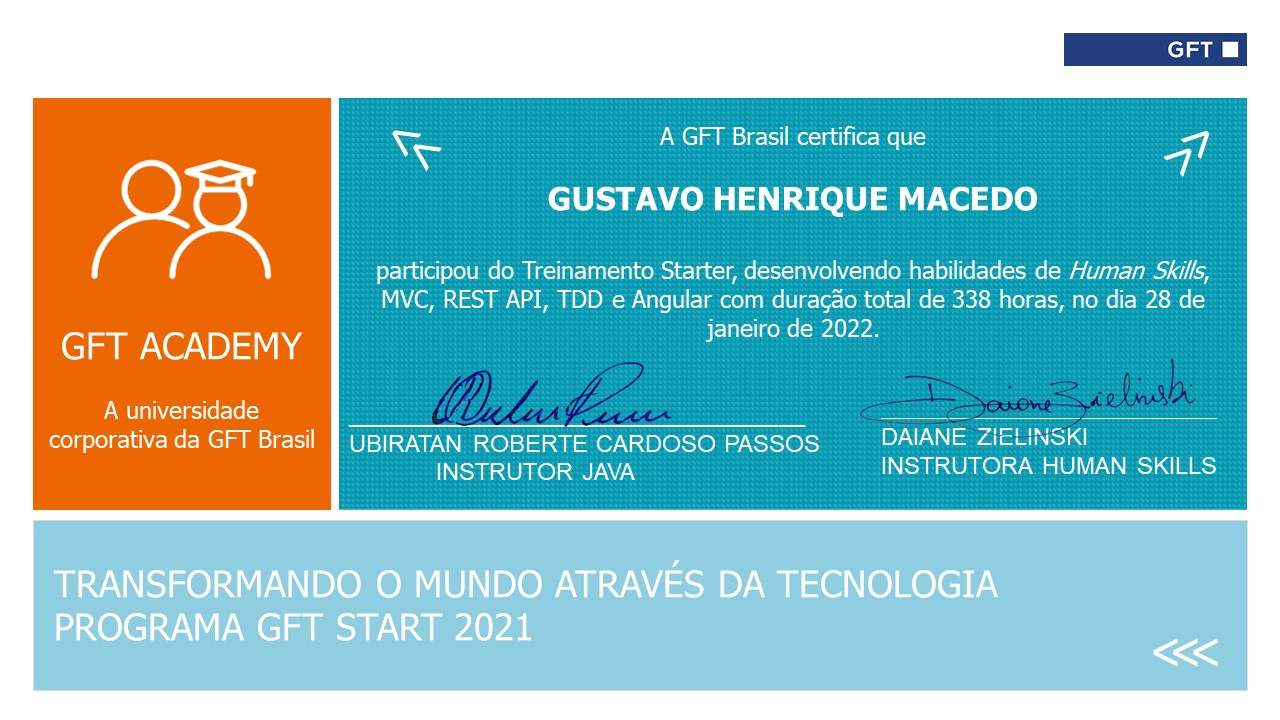 GFT
GFT ACADEMY
A universidade
corporativa da GFT Brasil
A GFT Brasil certifica que
GUSTAVO HENRIQUE MACEDO
participou do Treinamento Starter, desenvolvendo habilidades de Human Skills,
MVC, REST API, TDD e Angular com duração total de 338 horas, no dia 28 de
janeiro de 2022.
Daiane Zielinski
UBIRATAN ROBERTE CARDOSO PASSOS
INSTRUTOR JAVA
DAIANE ZIELINSKI
INSTRUTORA HUMAN SKILLS
TRANSFORMANDO O MUNDO ATRAVÉS DA TECNOLOGIA
PROGRAMA GFT START 2021